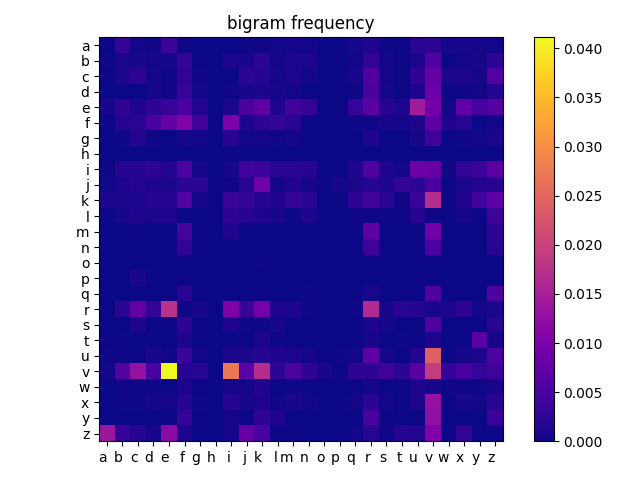 bigram frequency
a
b
c
d
e
f
g
h
i
j
k
l
m
n
o
p
q
r
s
t
u
v
w
x
y
z
a b c d e f g h i j k l m n o p q r s t u v w x y z
0.040
0.035
0.030
0.025
0.020
0.015
0.010
0.005
0.000